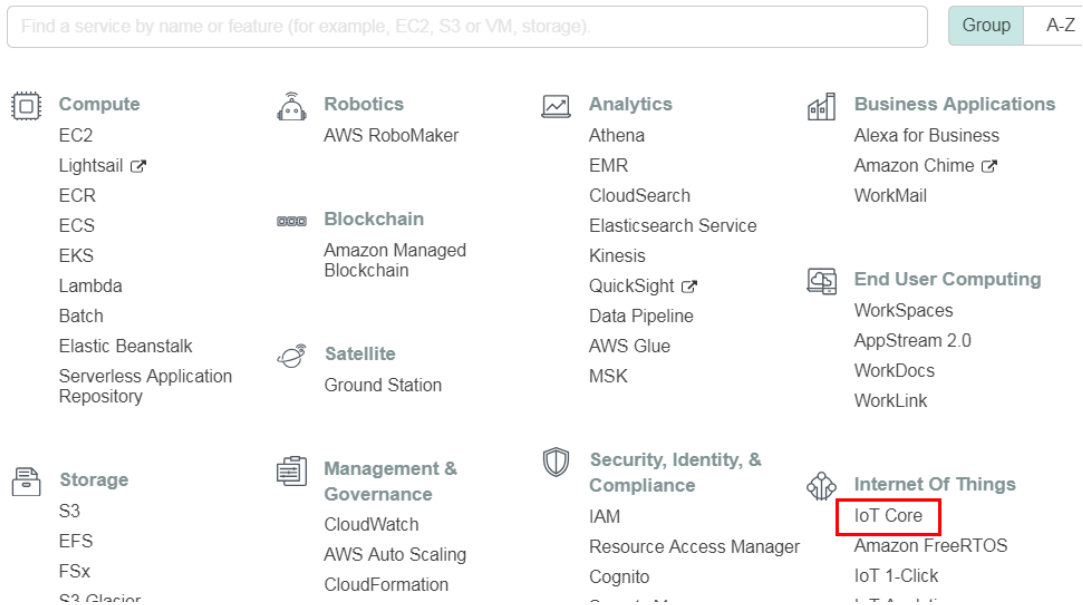 Find a service by name or feature (for example, EC2, S3 or VM, storage).
Group
A-Z
Compute
EC2
Lightsail
ECR
ECS
EKS
Lambda
Batch
Elastic Beanstalk
Serverless Application
Repository
Storage
S3
EFS
FSx
S3 Glacier
Robotics
AWS RoboMaker
Blockchain
Amazon Managed
Blockchain
Satellite
Ground Station
Management &
Governance
CloudWatch
AWS Auto Scaling
CloudFormation
Analytics
Athena
EMR
CloudSearch
Elasticsearch Service
Kinesis
QuickSight
Data Pipeline
AWS Glue
MSK
Security, Identity, &
Compliance
IAM
Resource Access Manager
Cognito
Business Applications
Alexa for Business
Amazon Chime
WorkMail
End User Computing
WorkSpaces
AppStream 2.0
WorkDocs
WorkLink
Internet Of Things
IoT Core
Amazon FreeRTOS
IoT 1-Click